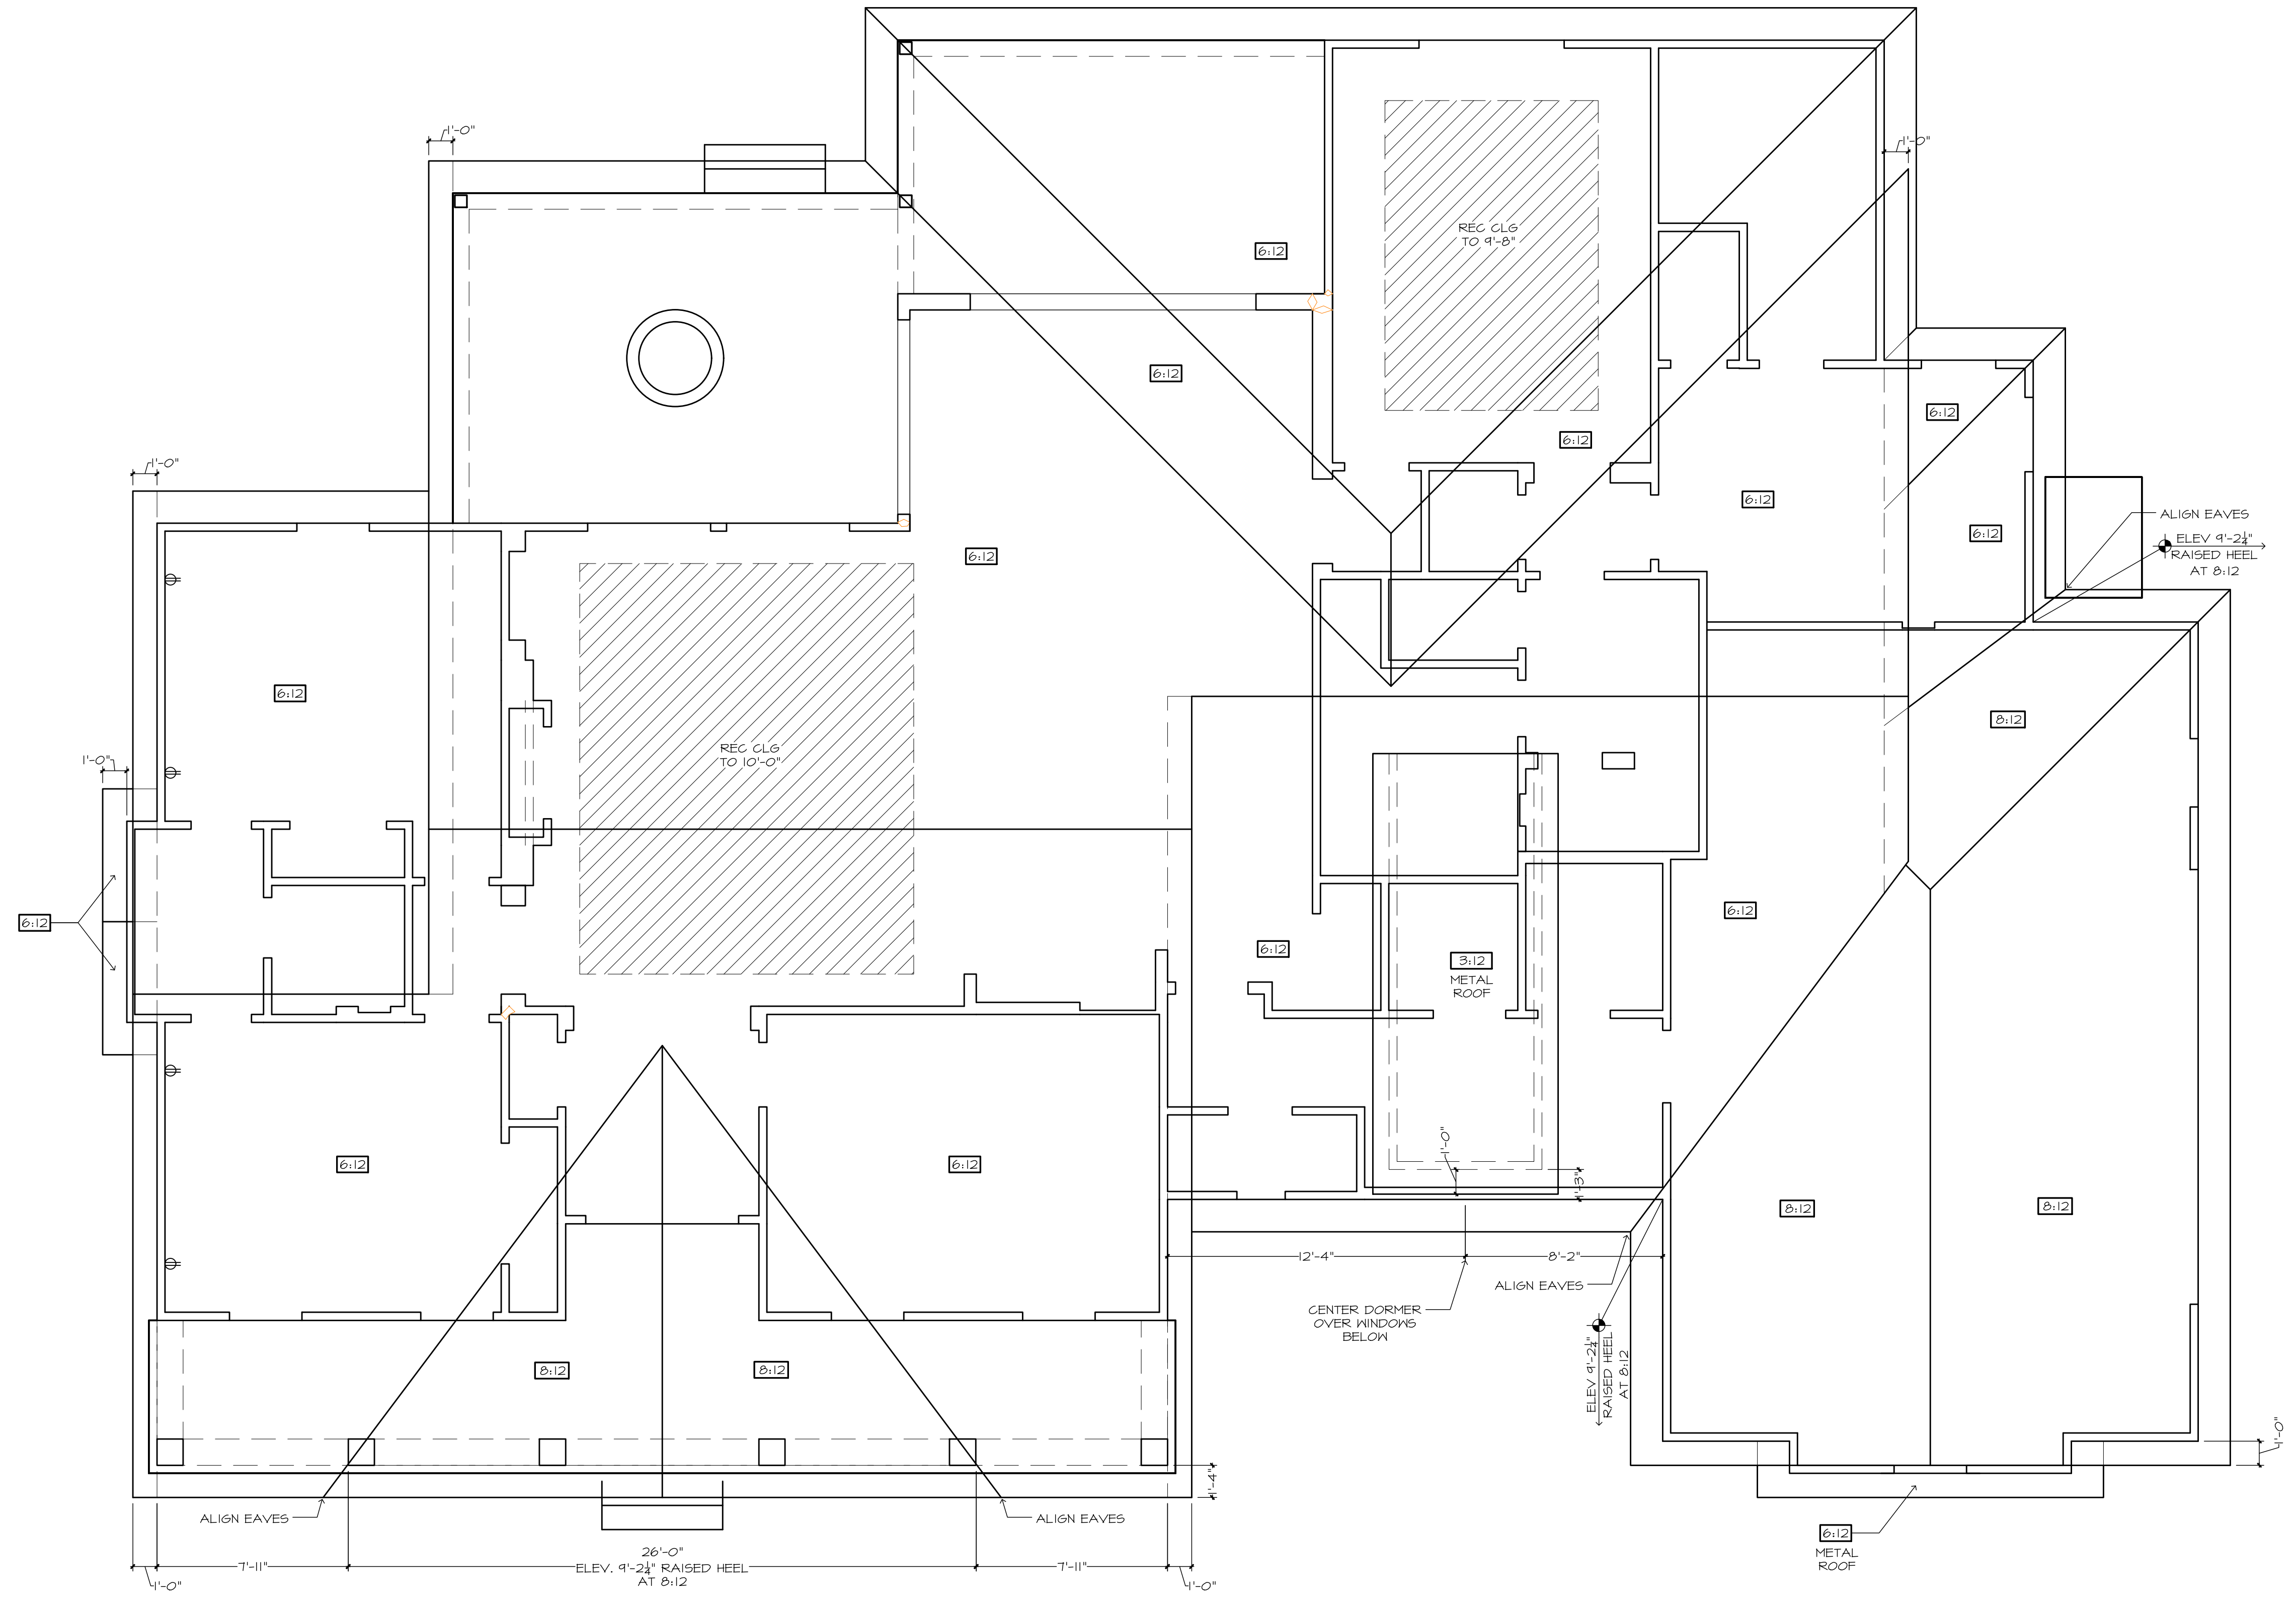 1'-0"
1'-0"
REC CLG
TO 9'-8"
6:12
6:12
6:12
6:12
6:12
1'-0"
6:12
ALIGN EAVES
ELEV 9'-2¼"
RAISED HEEL
AT 8:12
6:12
6:12
8:12
REC CLG
TO 10'-0"
1'-0"
6:12
6:12
6:12
3:12
METAL
ROOF
6:12
6:12
1'-0"
1'-3"
8:12
8:12
12'-4"
8'-2"
ALIGN EAVES
CENTER DORMER
OVER WINDOWS
BELOW
ELEV 9'-2¼"
RAISED HEEL
AT 8:12
8:12
8:12
1'-4"
1'-0"
ALIGN EAVES
ALIGN EAVES
6:12
METAL
ROOF
7'-11"
26'-0"
ELEV. 9'-2¼" RAISED HEEL
AT 8:12
7'-11"
1'-0"
1'-0"